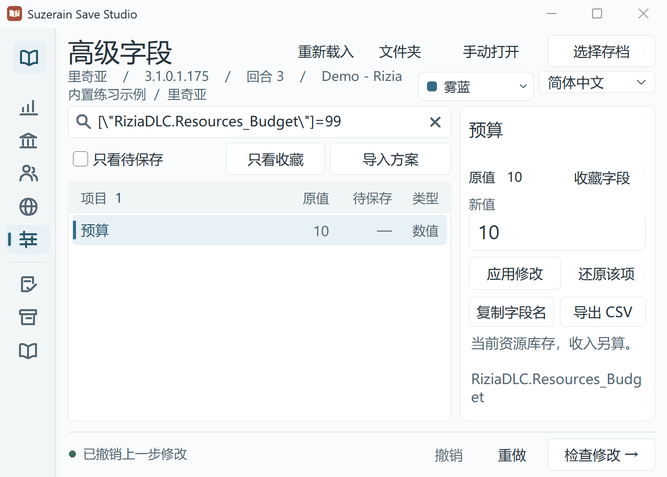 Suzerain Save Studio
高级字段
重新载入 文件夹 手动打开 选择存档
里奇亚 / 3.1.0.1.175 / 回合 3 / Demo - Rizia
内置练习示例 / 里奇亚
雾蓝 简体中文
[\"RiziaDLC.Resources_Budget\"]=99
只看待保存 只看收藏 导入方案
项目 1 原值 待保存 类型
预算 10 — 数值
预算
原值 10 收藏字段
新值
10
应用修改 还原该项
复制字段名 导出 CSV
当前资源库存，收入另算。
RiziaDLC.Resources_Budg
et
已撤销上一步修改 撤销 重做 检查修改 →